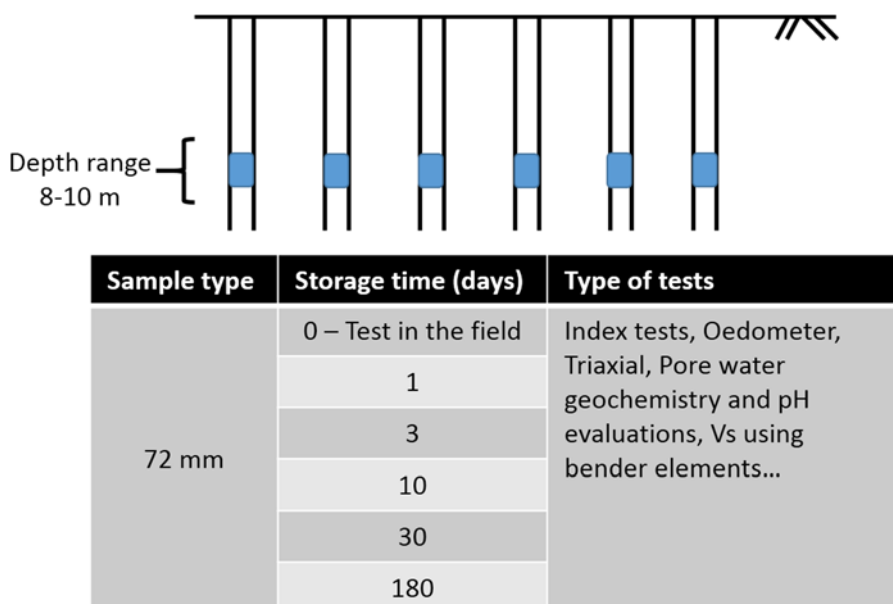 Depth range
8-10 m
Sample type
Storage time (days)
Type of tests
72 mm
0 – Test in the field
1
3
10
30
180
Index tests, Oedometer,
Triaxial, Pore water
geochemistry and pH
evaluations, Vs using
bender elements…